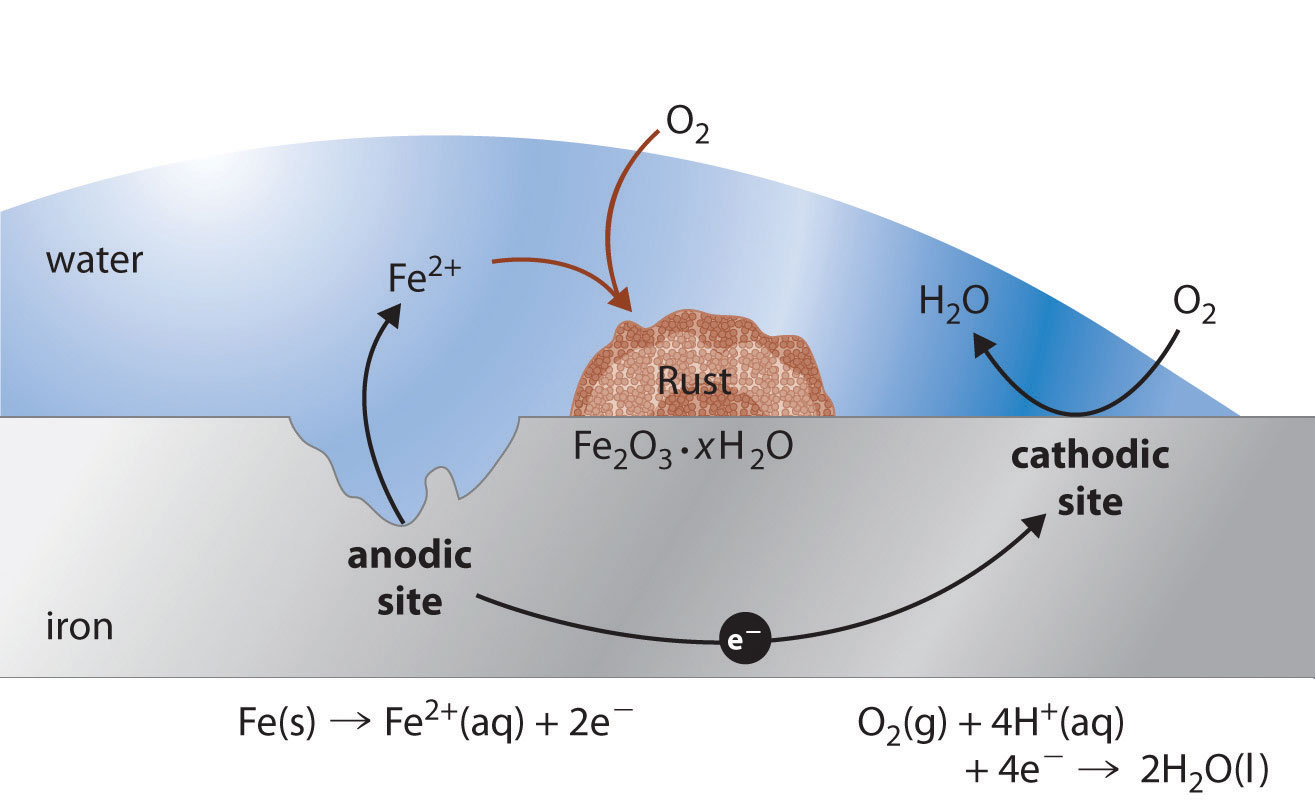 O₂
water
Fe²⁺
H₂O
O₂
Rust
Fe₂O₃·xH₂O
cathodic
site
anodic
site
iron
e⁻
Fe(s) → Fe²⁺(aq) + 2e⁻
O₂(g) + 4H⁺(aq)
+ 4e⁻ → 2H₂O(l)